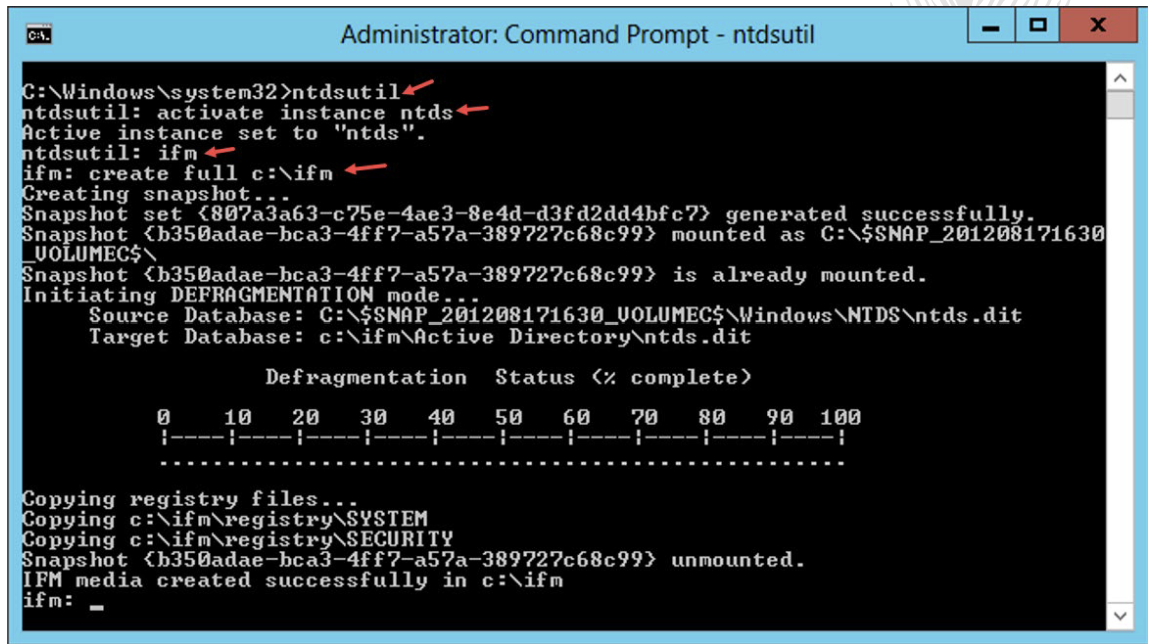 Administrator: Command Prompt - ntdsutil
C:\Windows\system32>ntdsutil
ntdsutil: activate instance ntds
Active instance set to "ntds".
ntdsutil: ifm
ifm: create full c:\ifm
Creating snapshot...
Snapshot set {807a3a63-c75e-4ae3-8e4d-d3fd2dd4bfc7} generated successfully.
Snapshot {b350adae-bca3-4ff7-a57a-389727c68c99} mounted as C:\$SNAP_201208171630
_VOLUMEC$\
Snapshot {b350adae-bca3-4ff7-a57a-389727c68c99} is already mounted.
Initiating DEFRAGMENTATION mode...
Source Database: C:\$SNAP_201208171630_VOLUMEC$\Windows\NTDS\ntds.dit
Target Database: c:\ifm\Active Directory\ntds.dit
Defragmentation Status (% complete)
0 10 20 30 40 50 60 70 80 90 100
|----|----|----|----|----|----|----|----|----|----|
...................................................
Copying registry files...
Copying c:\ifm\registry\SYSTEM
Copying c:\ifm\registry\SECURITY
Snapshot {b350adae-bca3-4ff7-a57a-389727c68c99} unmounted.
IFM media created successfully in c:\ifm
ifm: _